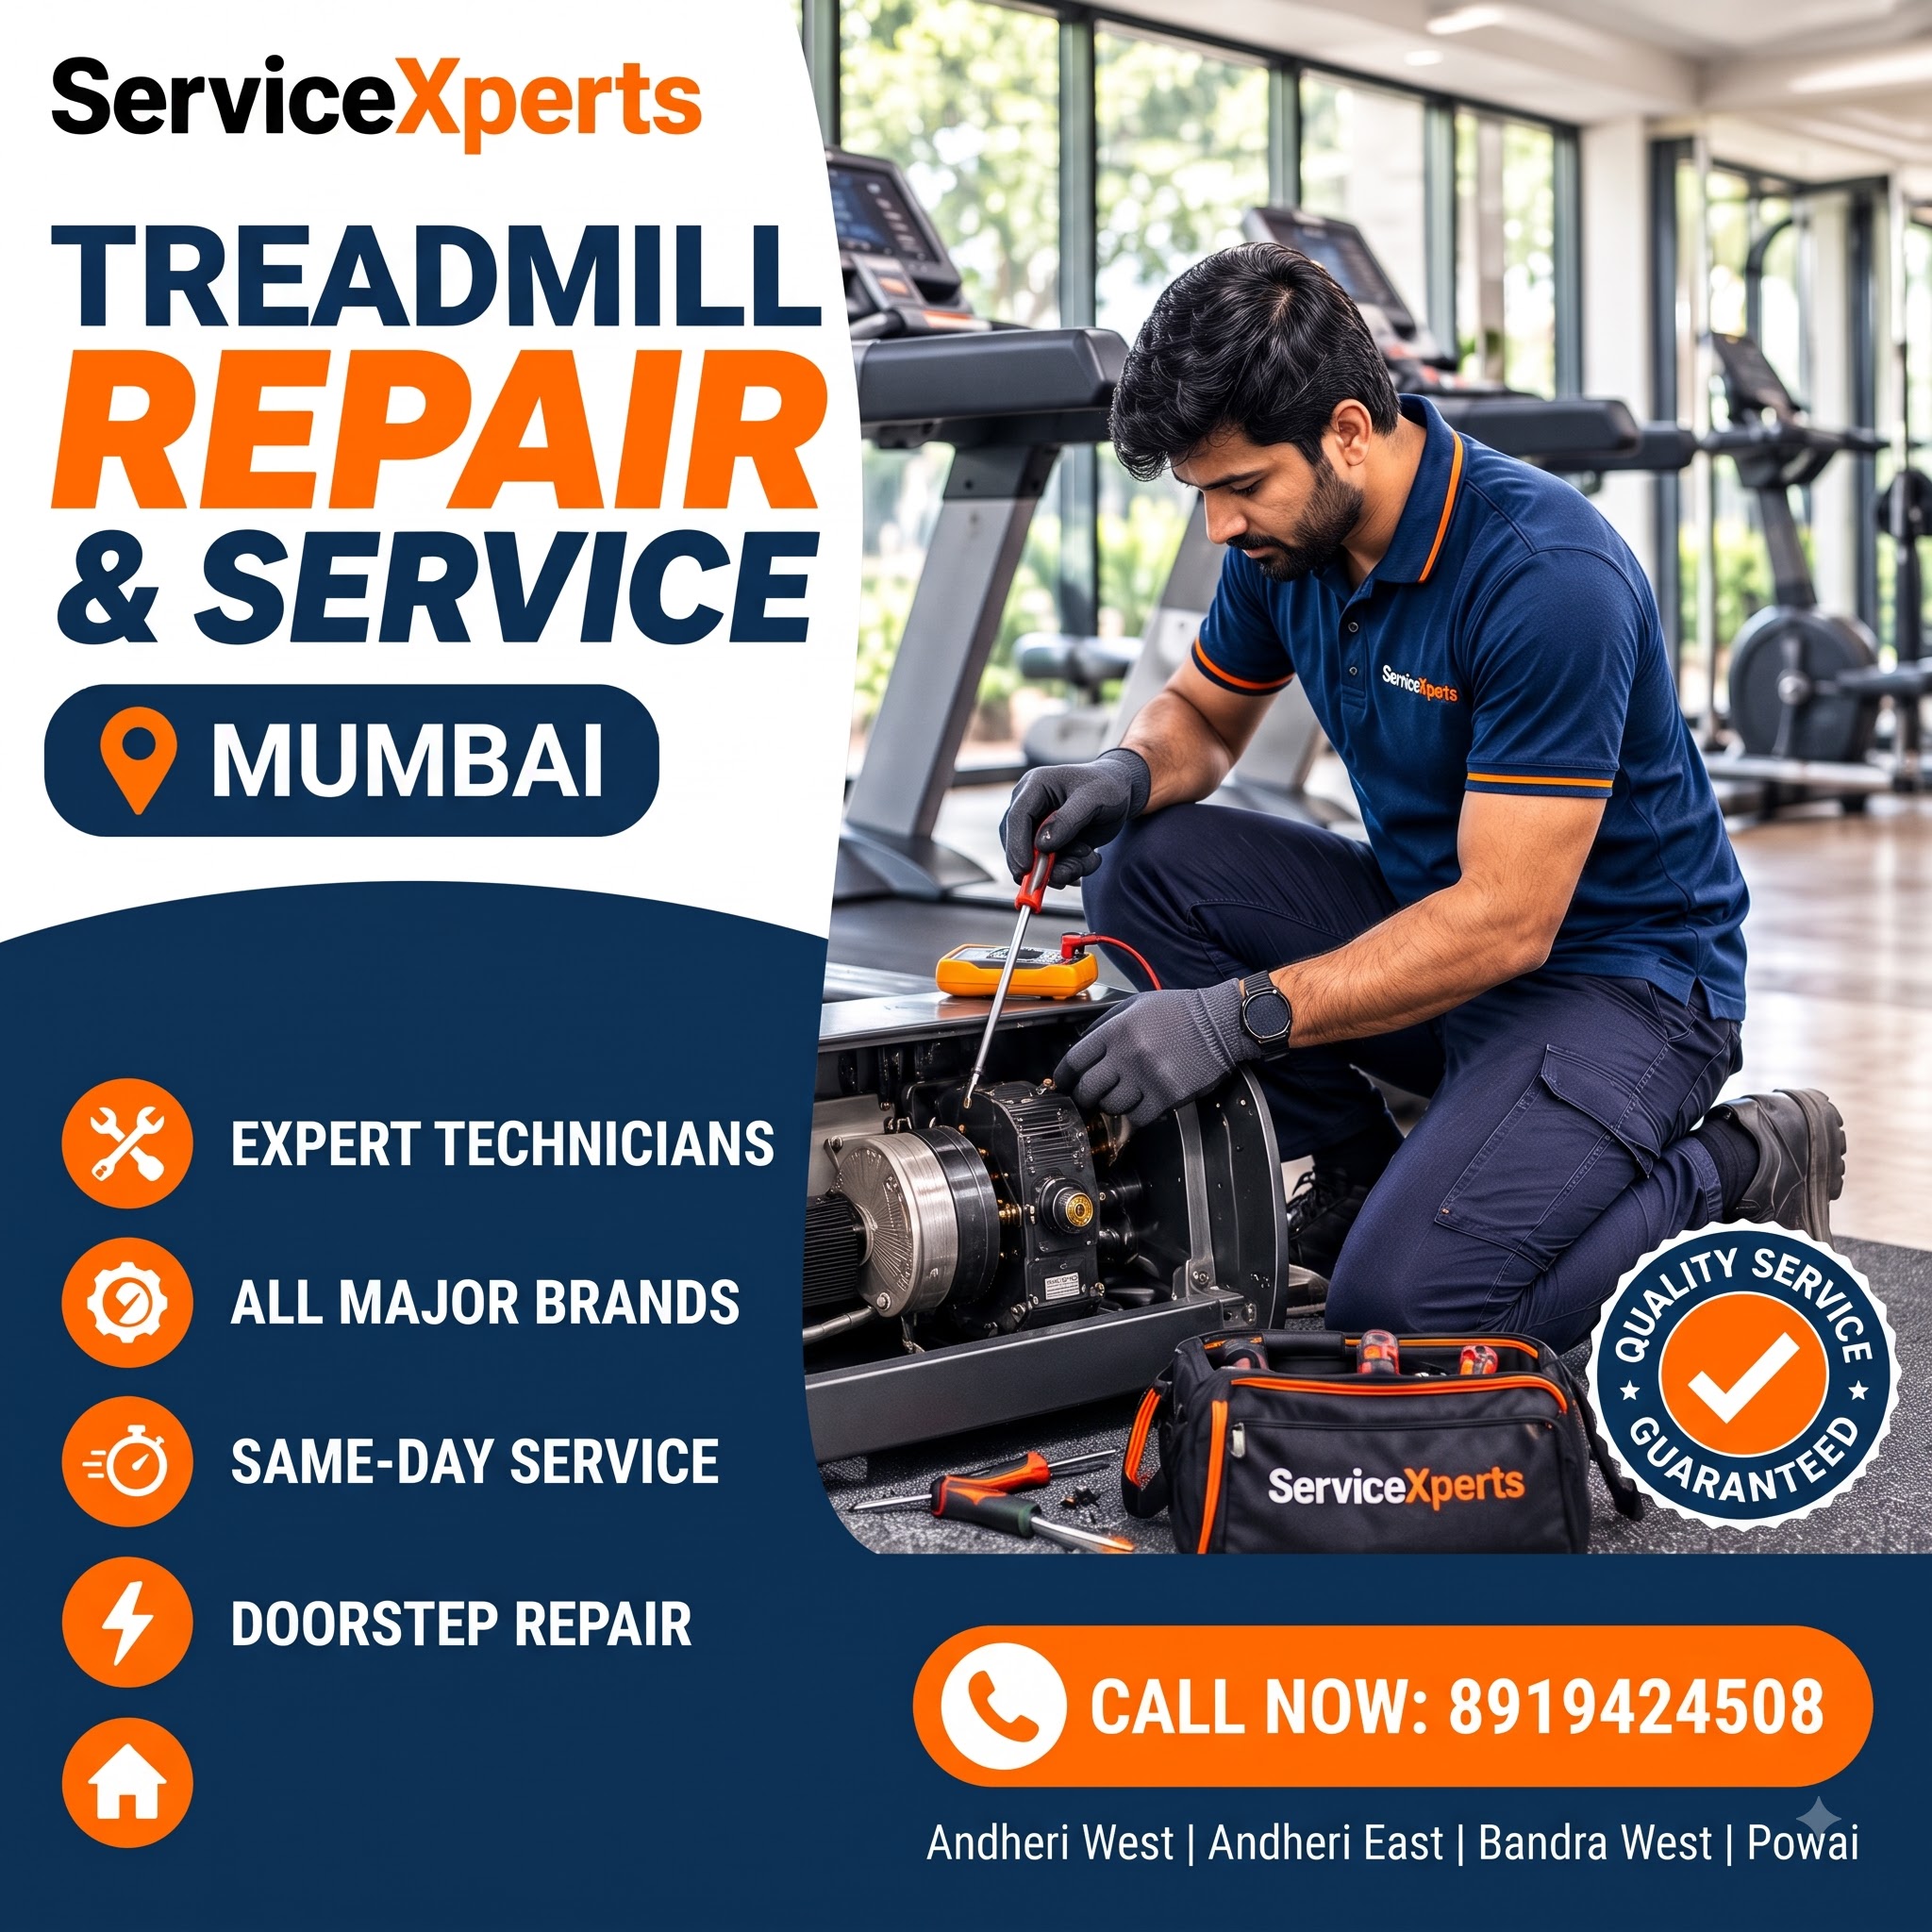 ServiceXperts
TREADMILL
REPAIR
& SERVICE
MUMBAI
EXPERT TECHNICIANS
ALL MAJOR BRANDS
SAME-DAY SERVICE
DOORSTEP REPAIR
ServiceXperts
QUALITY SERVICE
GUARANTEED
CALL NOW: 8919424508
Andheri West | Andheri East | Bandra West | Powai